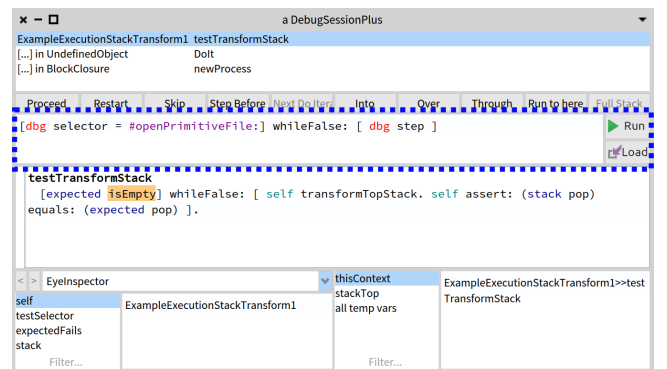 a DebugSessionPlus
ExampleExecutionStackTransform1 testTransformStack
[...] in UndefinedObject DoIt
[...] in BlockClosure newProcess
Proceed Restart Skip Step Before Next Do Itera Into Over Through Run to here Full Stack
[dbg selector = #openPrimitiveFile:] whileFalse: [ dbg step ]
Run
Load
testTransformStack
[expected isEmpty] whileFalse: [ self transformTopStack. self assert: (stack pop)
equals: (expected pop) ].
< > EyeInspector
self
testSelector
expectedFails
stack
Filter...
ExampleExecutionStackTransform1
thisContext
stackTop
all temp vars
Filter...
ExampleExecutionStackTransform1>>test
TransformStack